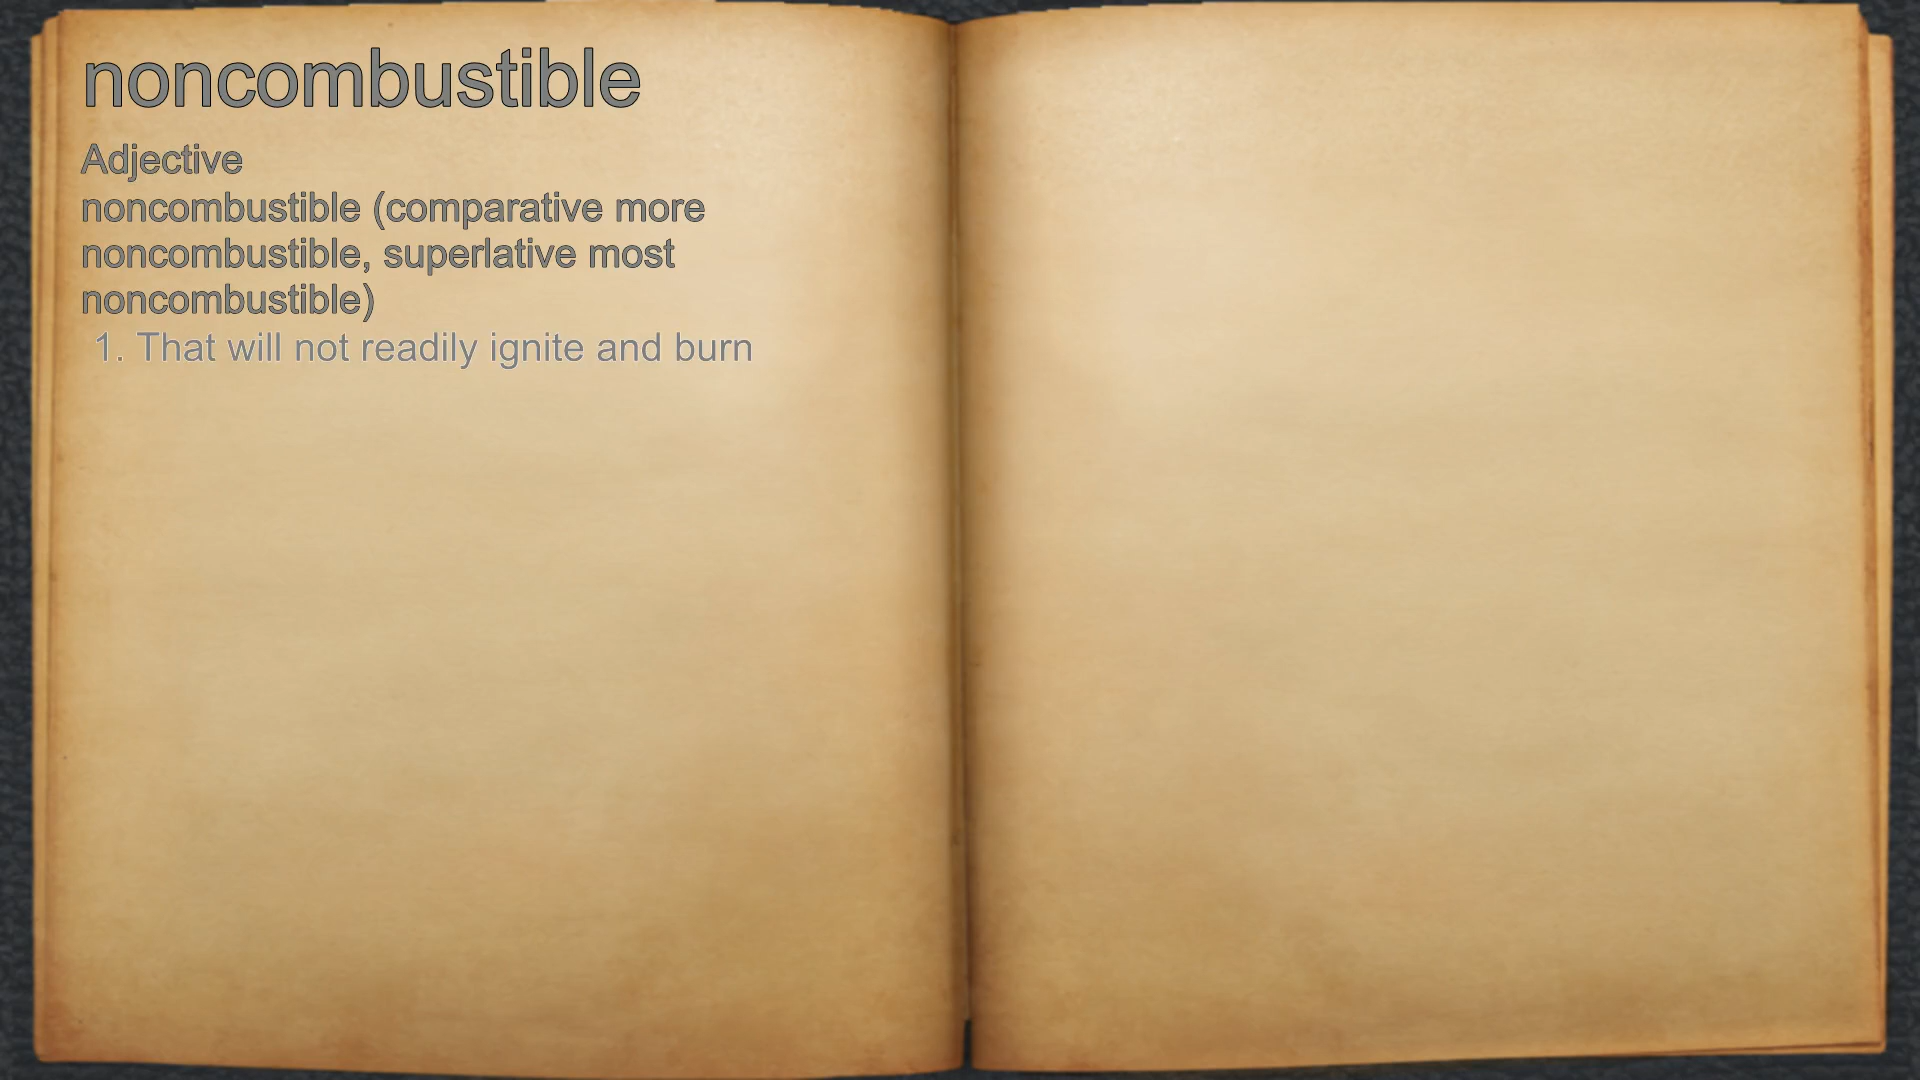 noncombustible
Adjective
noncombustible (comparative more
noncombustible, superlative most
noncombustible)
1. That will not readily ignite and burn